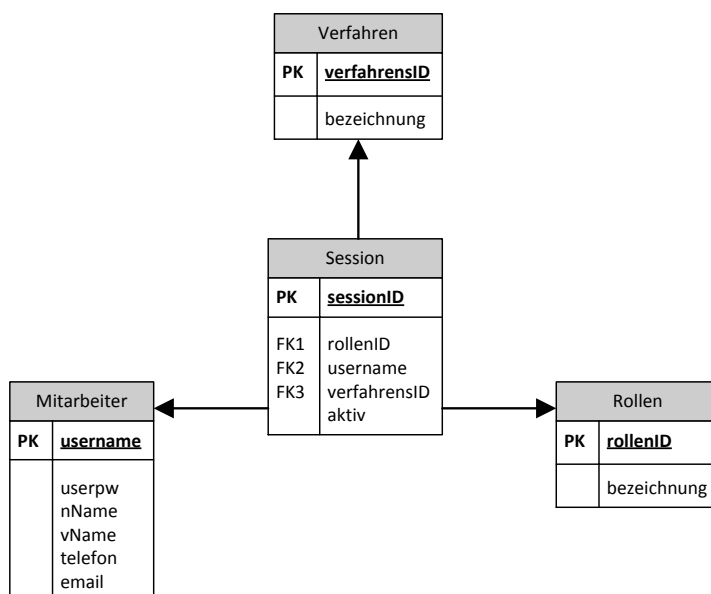 Verfahren
PK verfahrensID
bezeichnung
Session
PK sessionID
FK1 rollenID
FK2 username
FK3 verfahrensID
aktiv
Mitarbeiter
PK username
userpw
nName
vName
telefon
email
Rollen
PK rollenID
bezeichnung